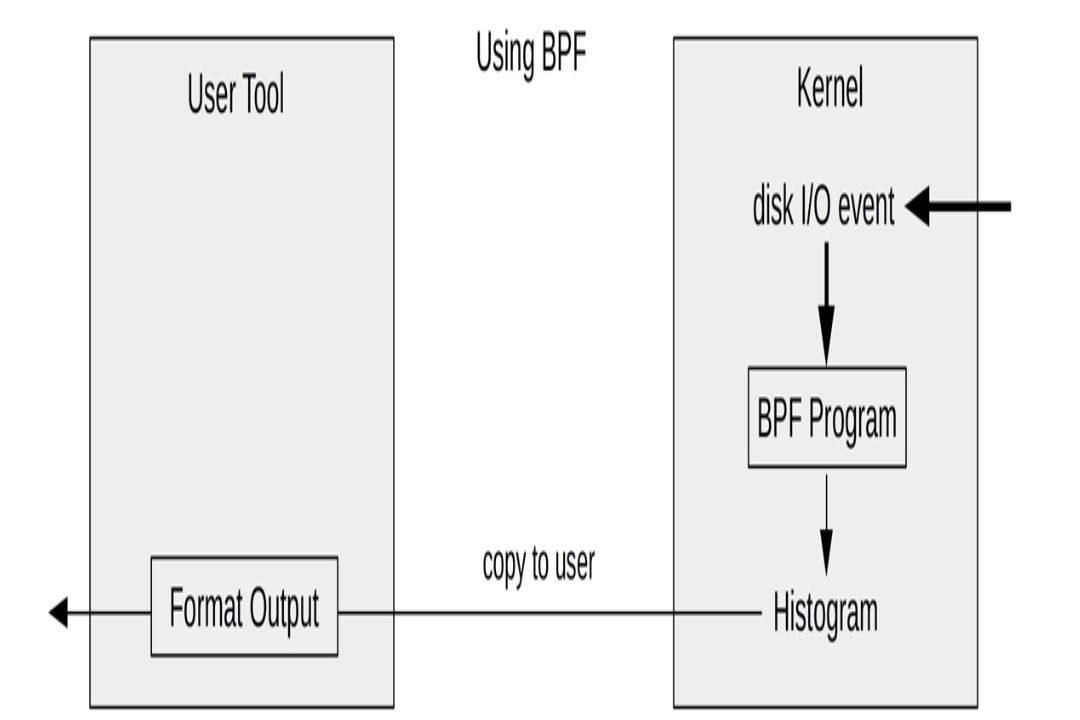 Using BPF
User Tool
Kernel
disk I/O event
BPF Program
copy to user
Format Output
Histogram